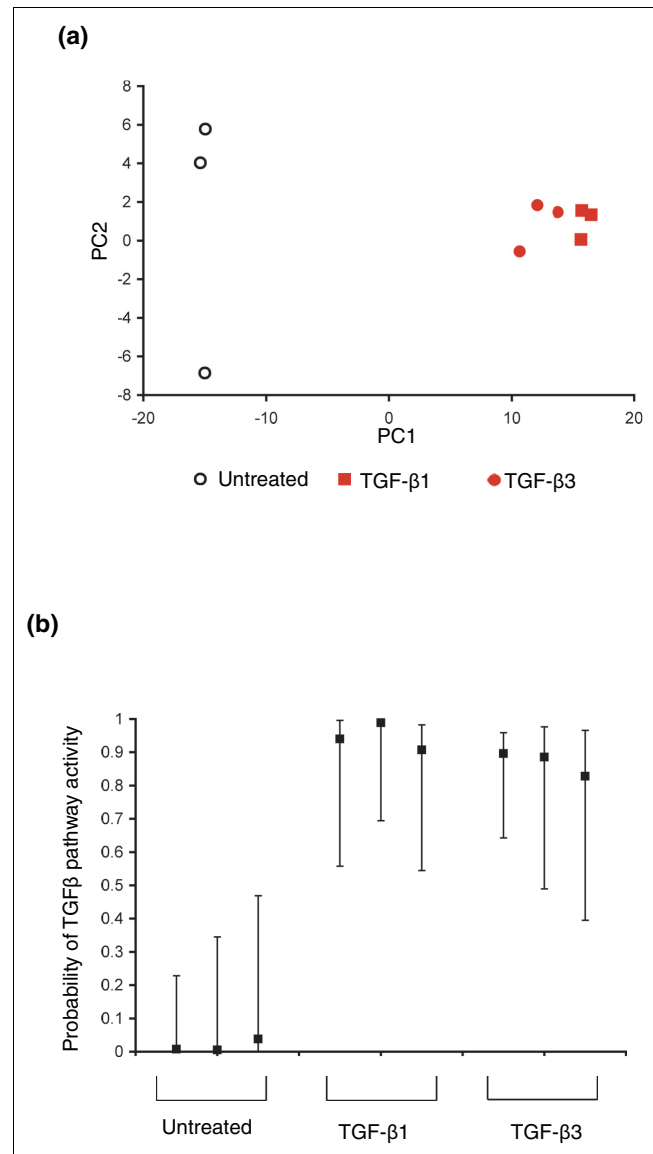 (a)
8
6
4
2
0
-2
-4
-6
-8
PC2
-20 -10 0 10 20
PC1
Untreated TGF-β1 TGF-β3
(b)
1
0.9
0.8
0.7
0.6
0.5
0.4
0.3
0.2
0.1
0
Probability of TGFβ pathway activity
Untreated TGF-β1 TGF-β3